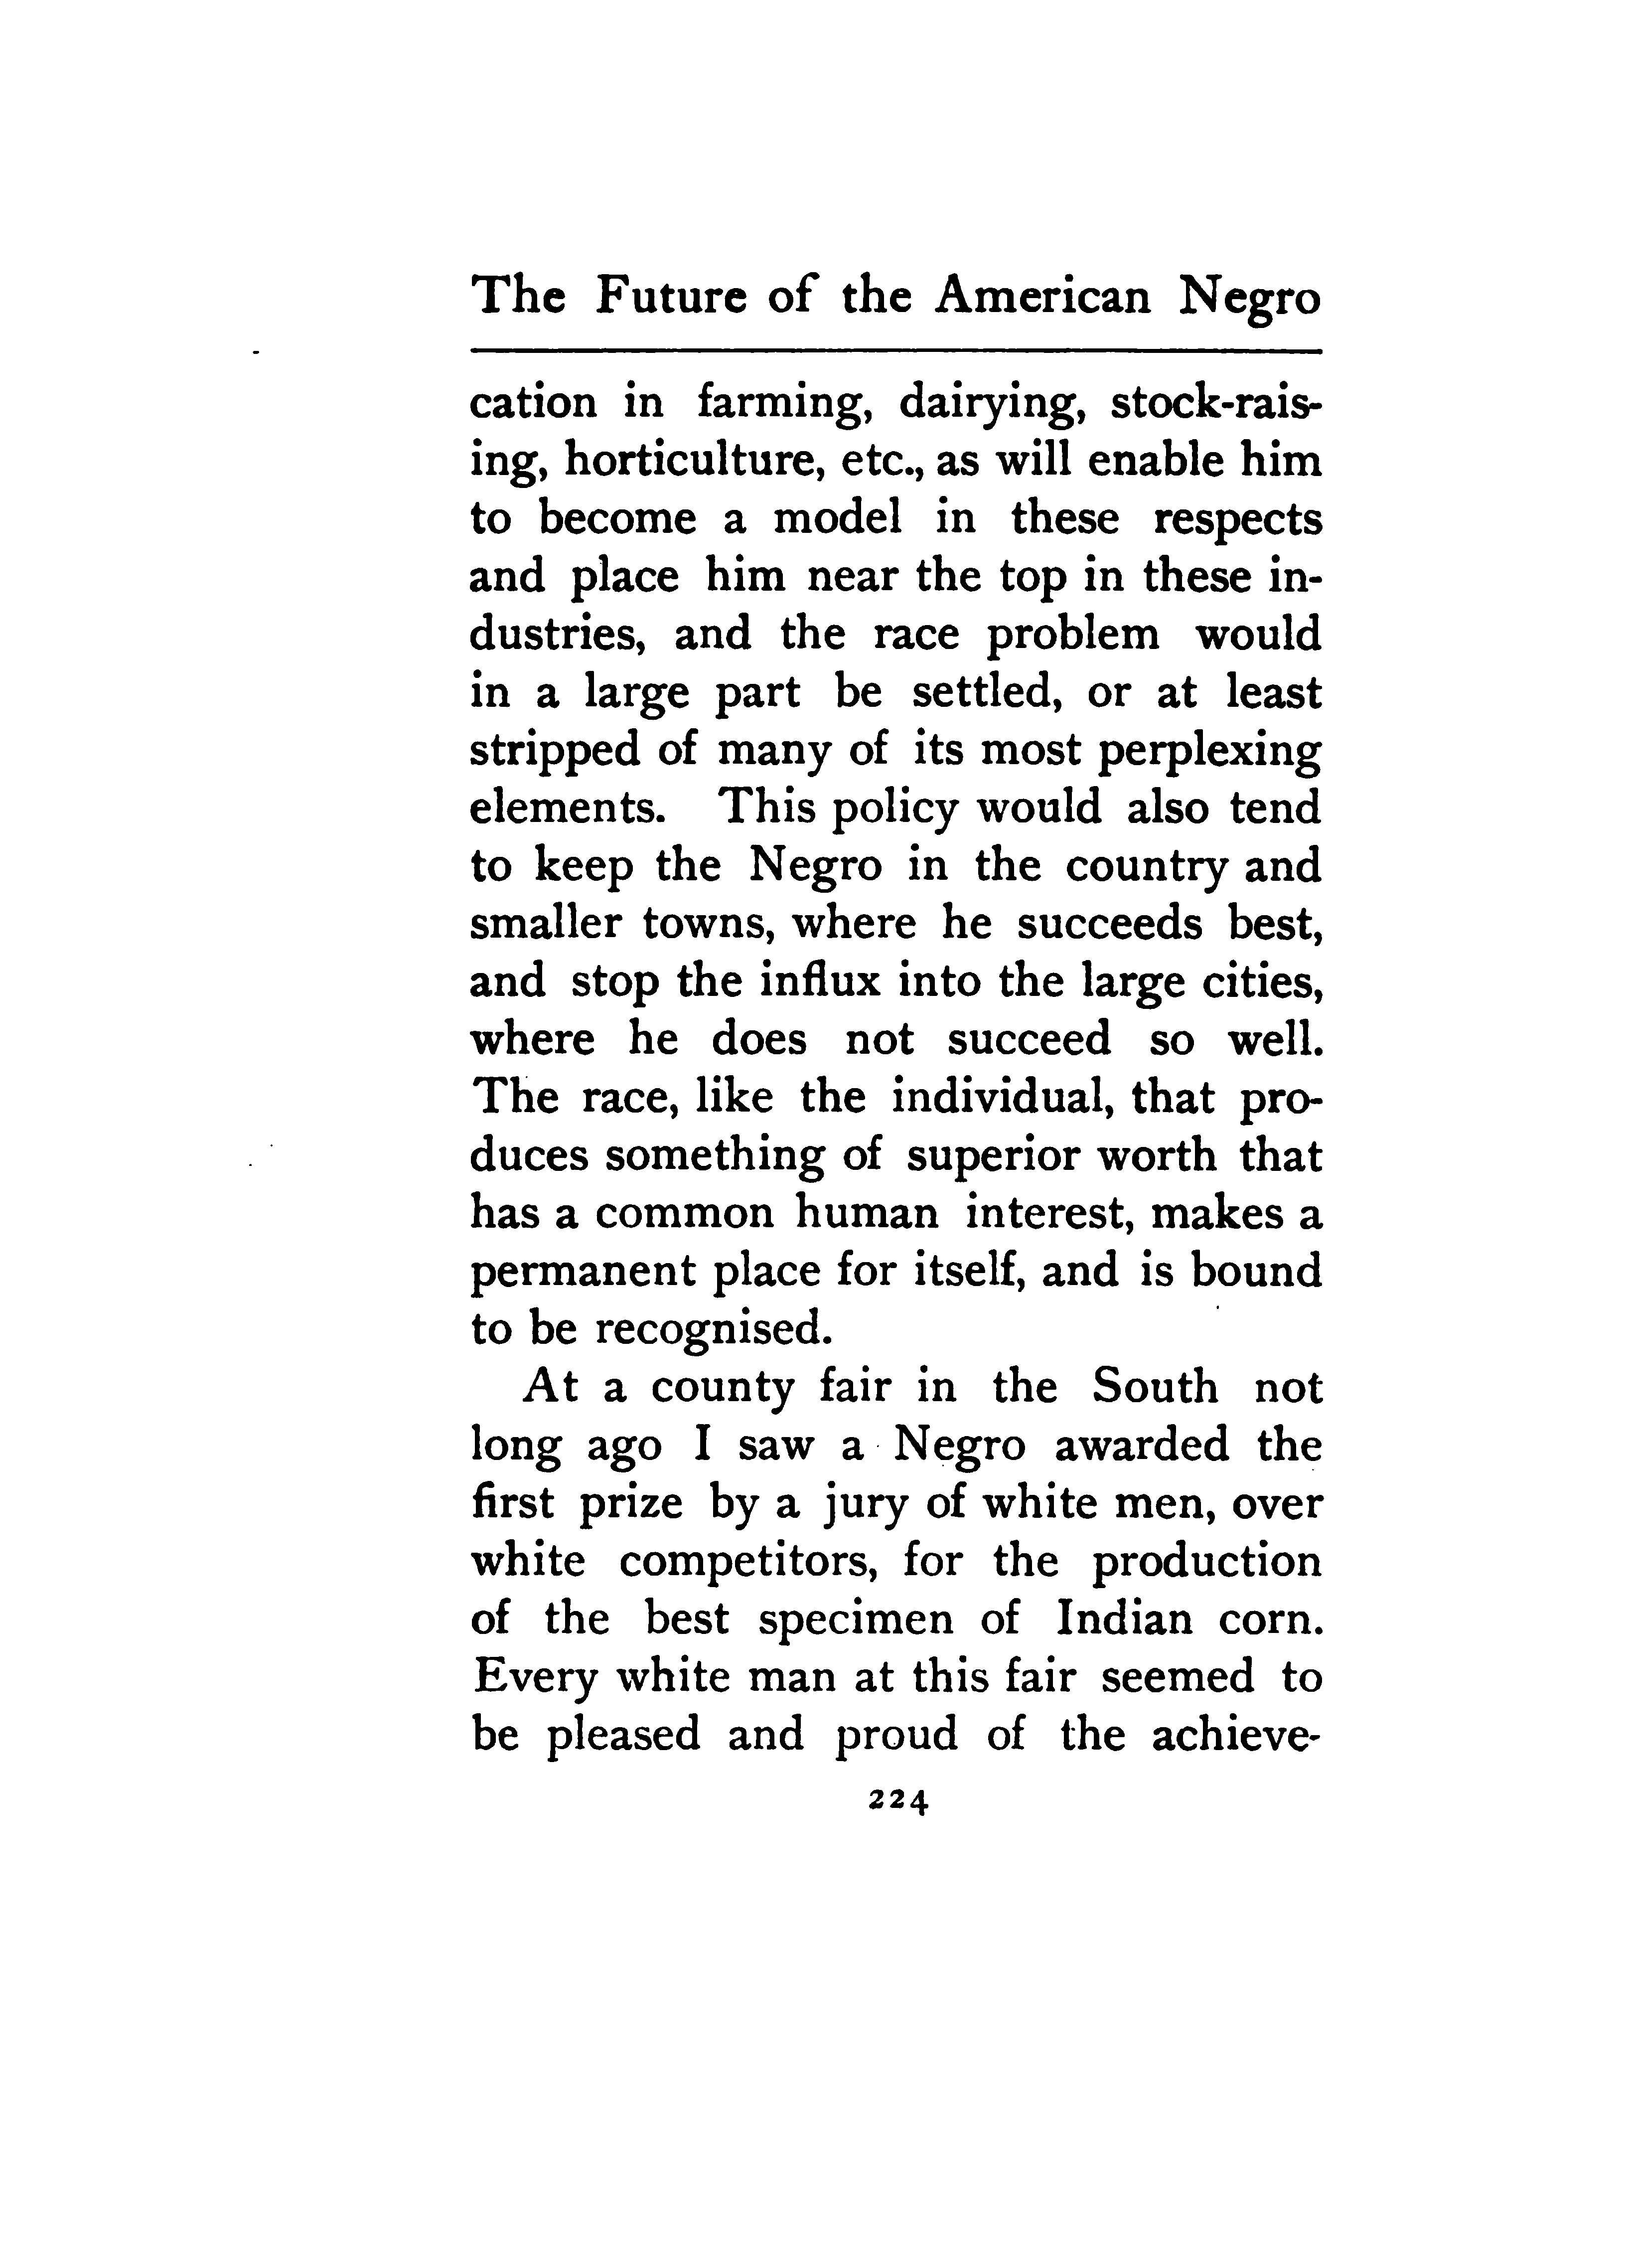 The Future of the American Negro
cation in farming, dairying, stock-rais-
ing, horticulture, etc., as will enable him
to become a model in these respects
and place him near the top in these in-
dustries, and the race problem would
in a large part be settled, or at least
stripped of many of its most perplexing
elements. This policy would also tend
to keep the Negro in the country and
smaller towns, where he succeeds best,
and stop the influx into the large cities,
where he does not succeed so well.
The race, like the individual, that pro-
duces something of superior worth that
has a common human interest, makes a
permanent place for itself, and is bound
to be recognised.
At a county fair in the South not
long ago I saw a Negro awarded the
first prize by a jury of white men, over
white competitors, for the production
of the best specimen of Indian corn.
Every white man at this fair seemed to
be pleased and proud of the achieve-
224